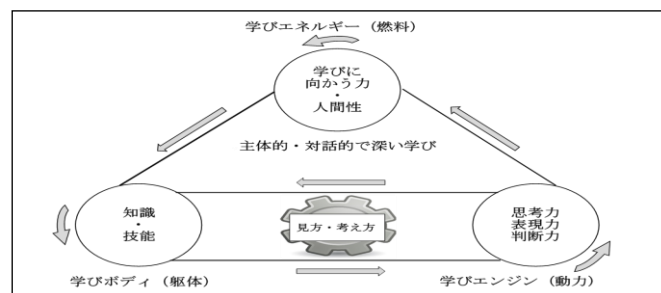 学びエネルギー（燃料）
学びに
向かう力
・
人間性
主体的・対話的で深い学び
知識
・
技能
見方・考え方
思考力
表現力
判断力
学びボディ（躯体）
学びエンジン（動力）